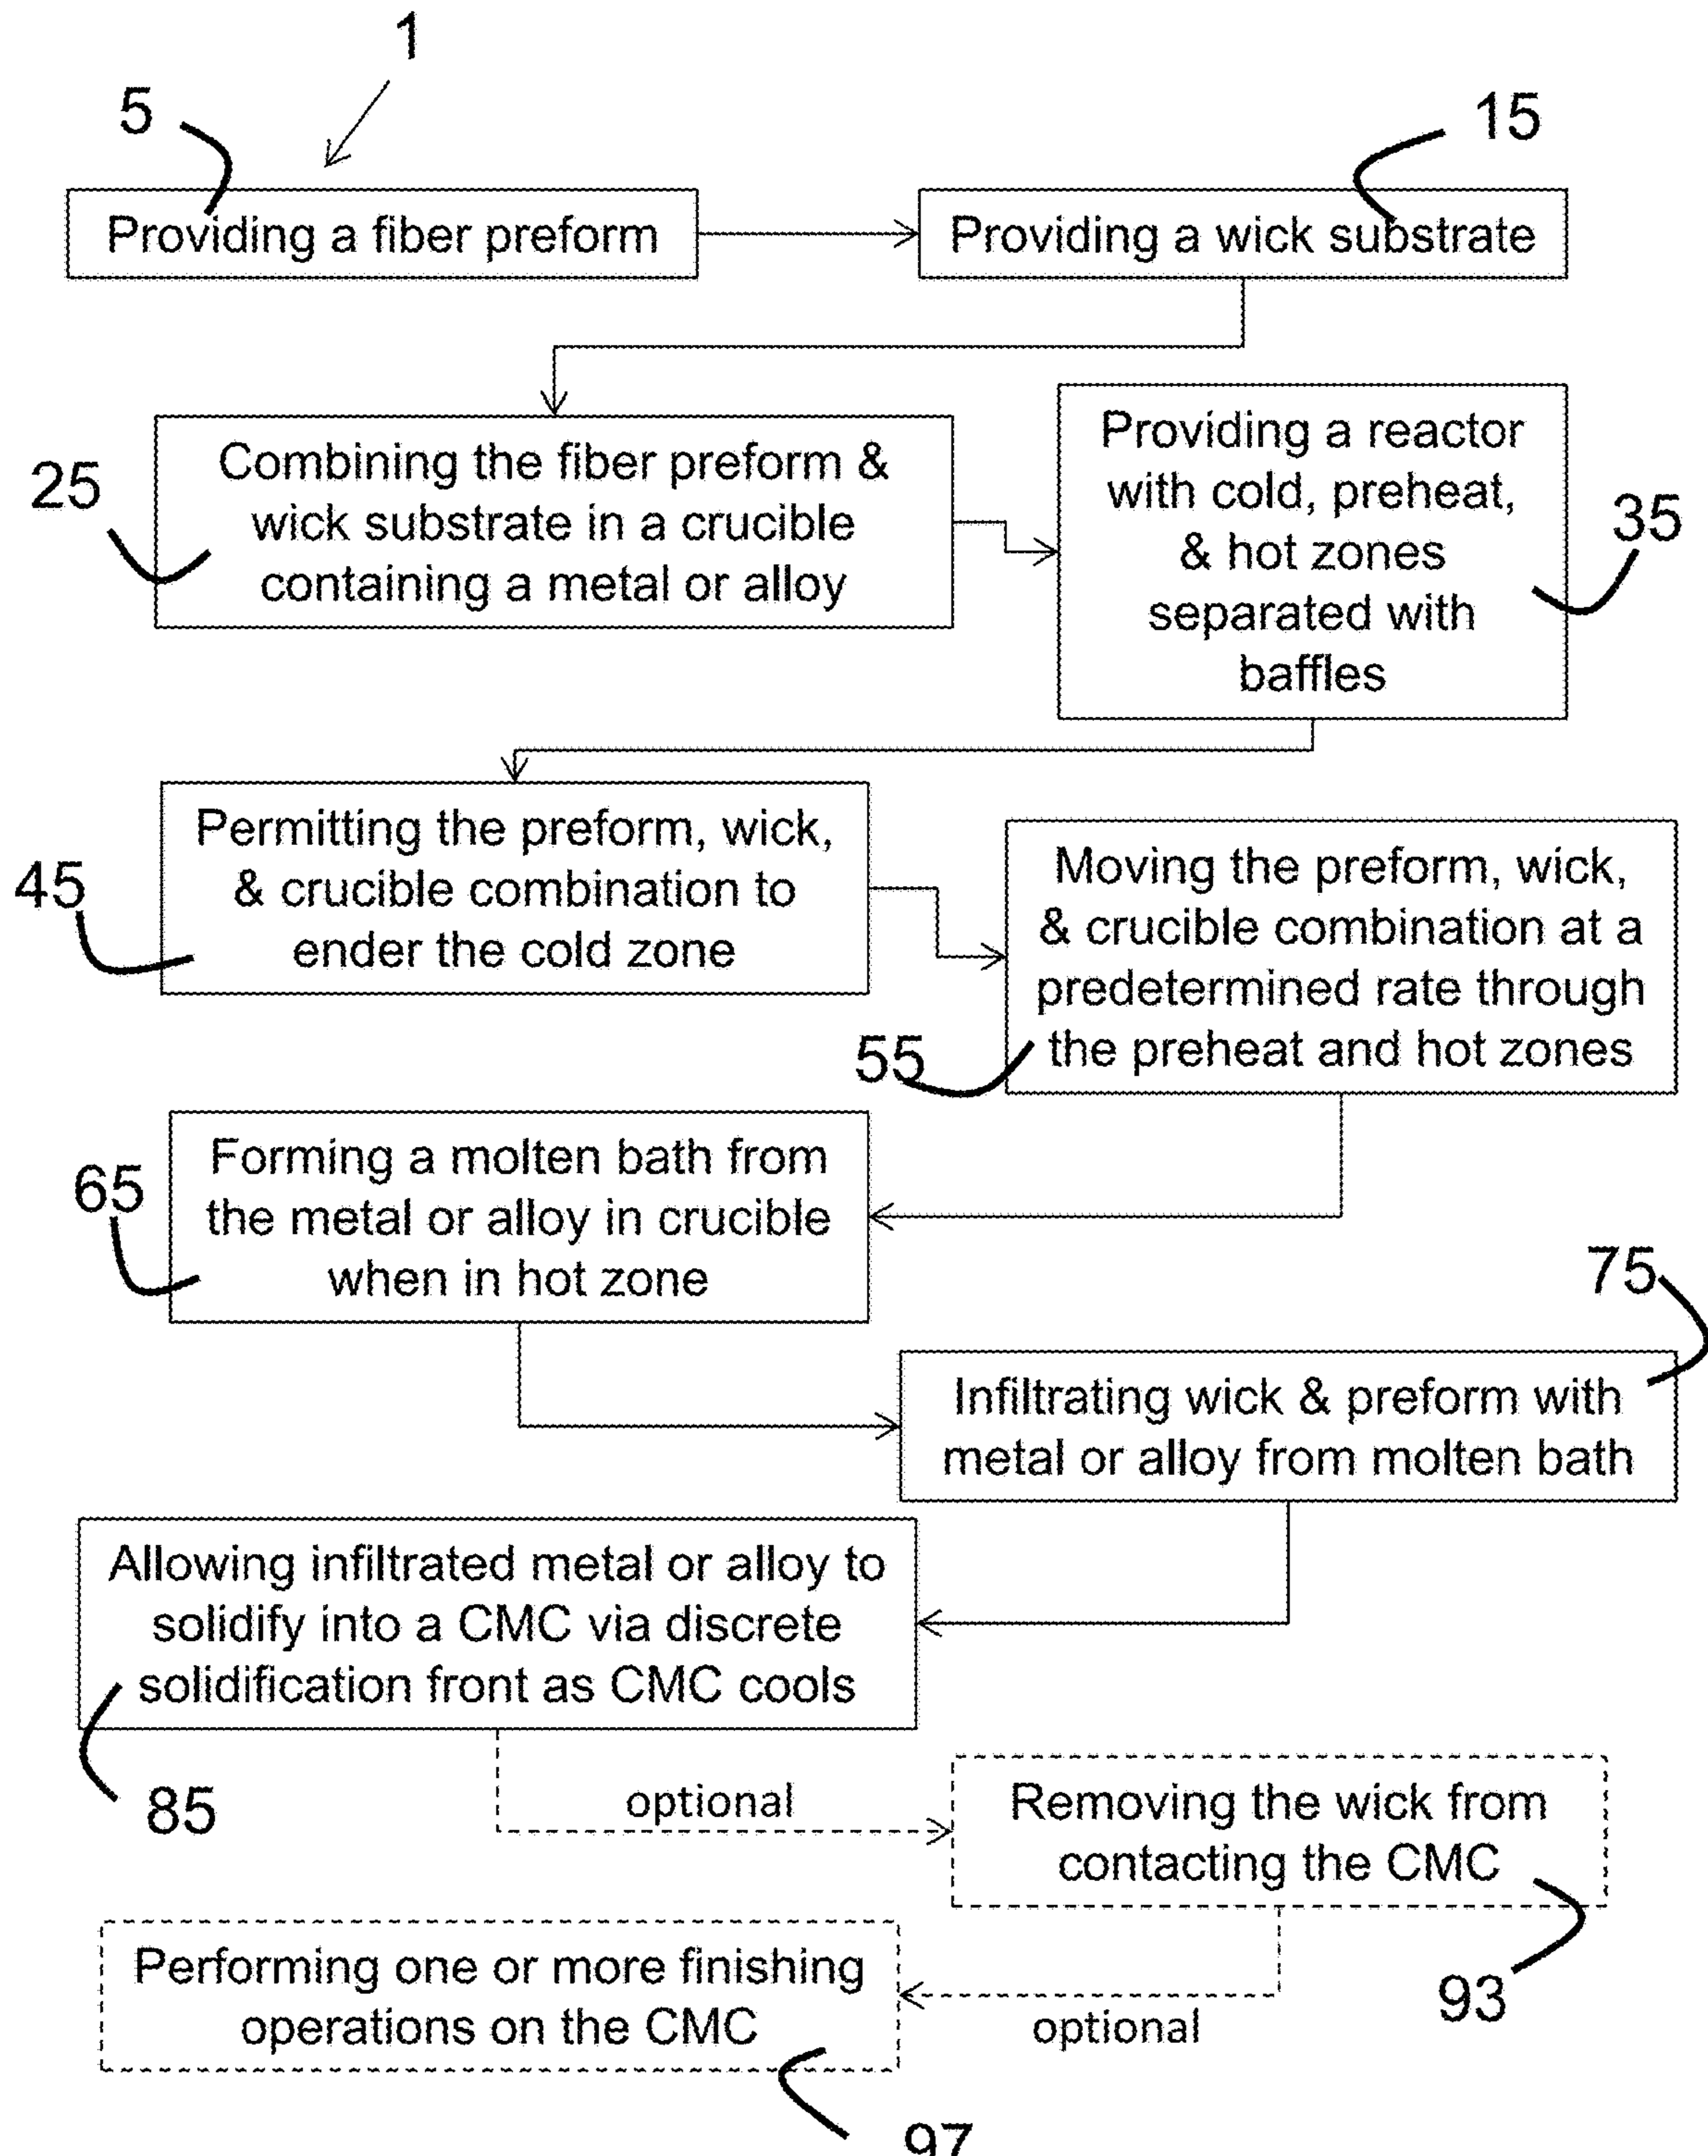 1
5
15
Providing a fiber preform
Providing a wick substrate
25
Combining the fiber preform &
wick substrate in a crucible
containing a metal or alloy
Providing a reactor
with cold, preheat,
& hot zones
separated with
baffles
35
45
Permitting the preform, wick,
& crucible combination to
ender the cold zone
Moving the preform, wick,
& crucible combination at a
predetermined rate through
the preheat and hot zones
55
65
Forming a molten bath from
the metal or alloy in crucible
when in hot zone
75
Infiltrating wick & preform with
metal or alloy from molten bath
Allowing infiltrated metal or alloy to
solidify into a CMC via discrete
solidification front as CMC cools
85
optional
Removing the wick from
contacting the CMC
93
Performing one or more finishing
operations on the CMC
optional
97